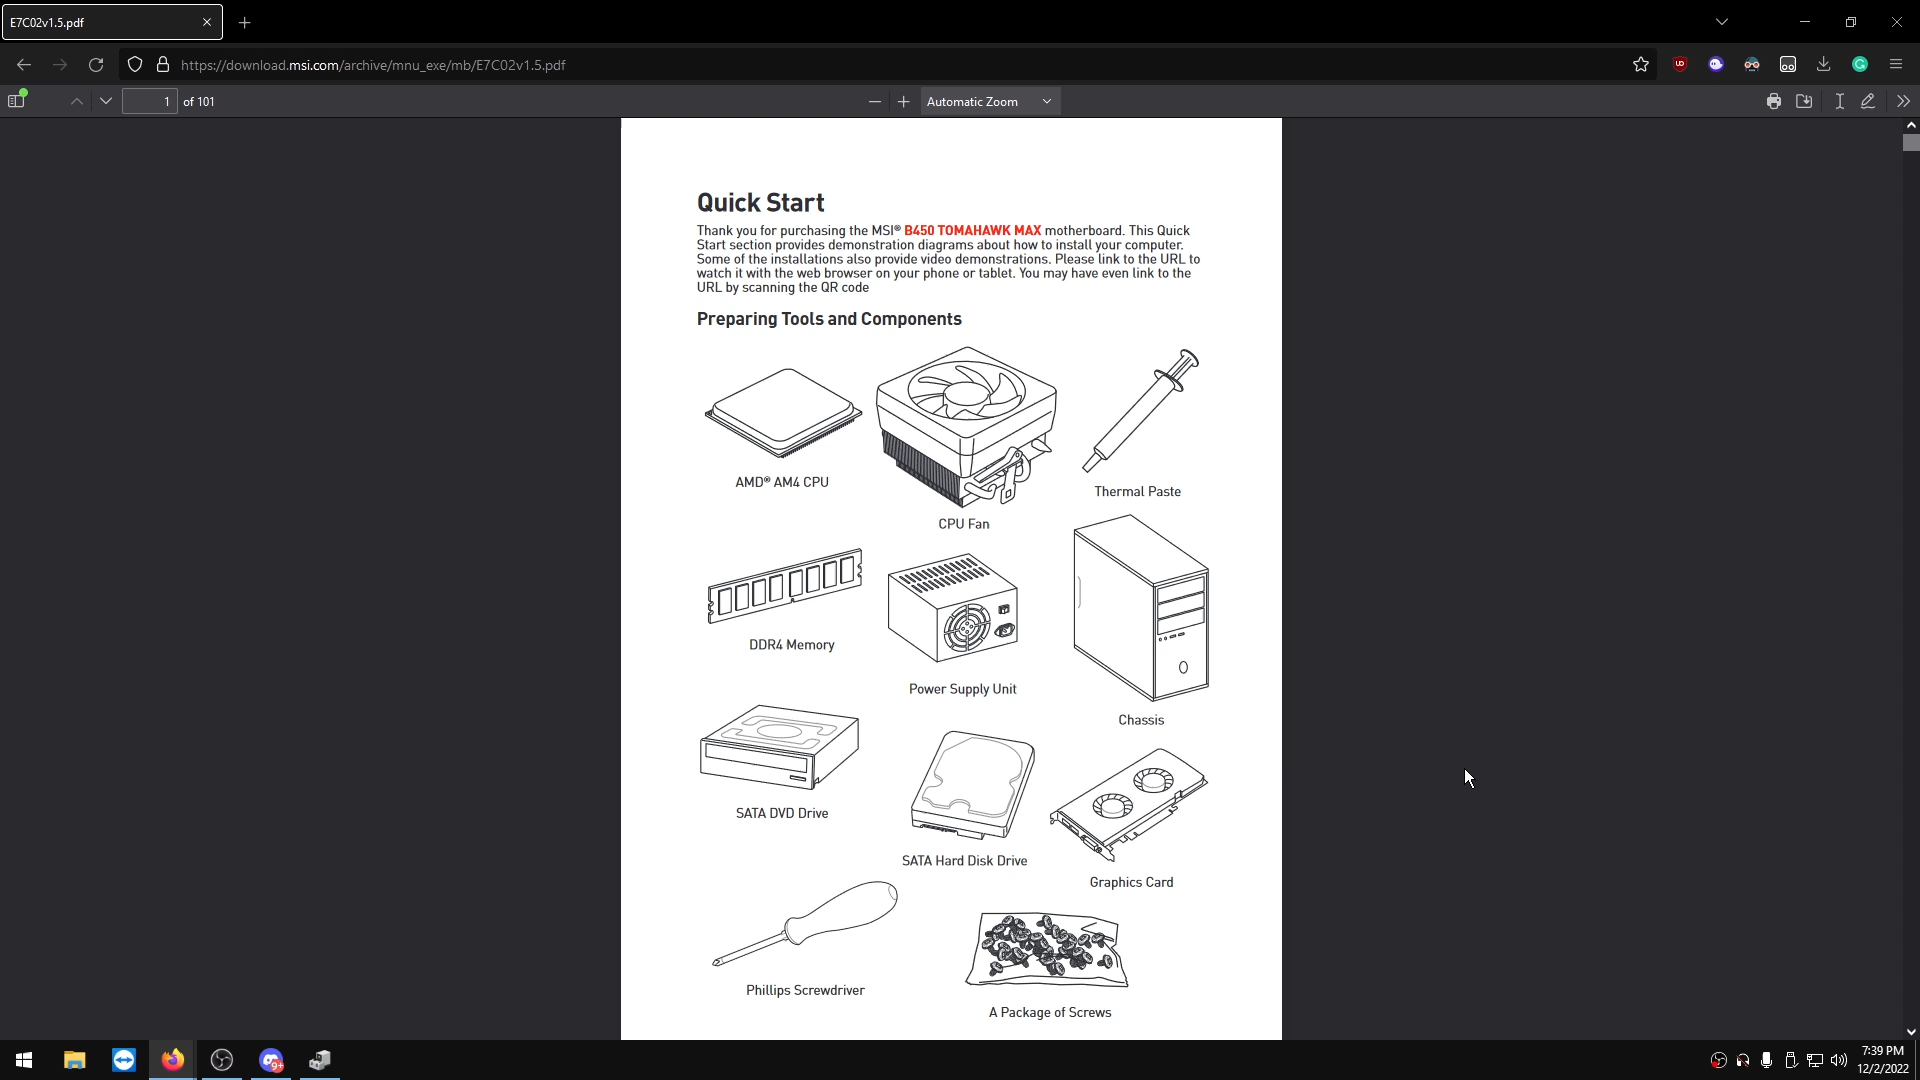 E7C02v1.5.pdf
https://download.msi.com/archive/mnu_exe/mb/E7C02v1.5.pdf
1 of 101
Automatic Zoom
Quick Start
Thank you for purchasing the MSI® B450 TOMAHAWK MAX motherboard. This Quick
Start section provides demonstration diagrams about how to install your computer.
Some of the installations also provide video demonstrations. Please link to the URL to
watch it with the web browser on your phone or tablet. You may have even link to the
URL by scanning the QR code
Preparing Tools and Components
AMD® AM4 CPU
CPU Fan
Thermal Paste
DDR4 Memory
Power Supply Unit
Chassis
SATA DVD Drive
SATA Hard Disk Drive
Graphics Card
Phillips Screwdriver
A Package of Screws
9+
7:39 PM
12/2/2022